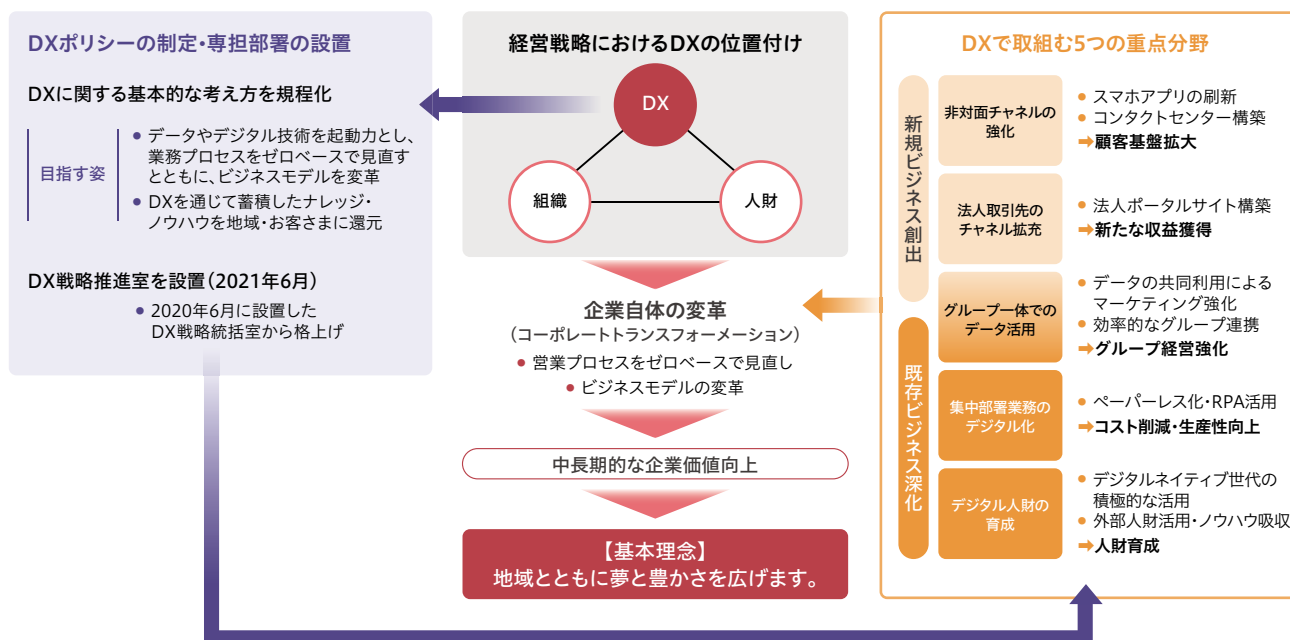 DXポリシーの制定・専担部署の設置
DXに関する基本的な考え方を規程化
目指す姿
● データやデジタル技術を起動力とし、
業務プロセスをゼロベースで見直す
とともに、ビジネスモデルを変革
● DXを通じて蓄積したナレッジ・
ノウハウを地域・お客さまに還元
DX戦略推進室を設置(2021年6月)
● 2020年6月に設置した
DX戦略統括室から格上げ
経営戦略におけるDXの位置付け
DX
組織
人財
企業自体の変革
(コーポレートトランスフォーメーション)
● 営業プロセスをゼロベースで見直し
● ビジネスモデルの変革
中長期的な企業価値向上
【基本理念】
地域とともに夢と豊かさを広げます。
DXで取組む5つの重点分野
新規ビジネス創出
非対面チャネルの
強化
● スマホアプリの刷新
● コンタクトセンター構築
➡顧客基盤拡大
法人取引先の
チャネル拡充
● 法人ポータルサイト構築
➡新たな収益獲得
グループ一体での
データ活用
● データの共同利用による
マーケティング強化
● 効率的なグループ連携
➡グループ経営強化
既存ビジネス深化
集中部署業務の
デジタル化
● ペーパーレス化・RPA活用
➡コスト削減・生産性向上
デジタル人財の
育成
● デジタルネイティブ世代の
積極的な活用
● 外部人財活用・ノウハウ吸収
➡人財育成